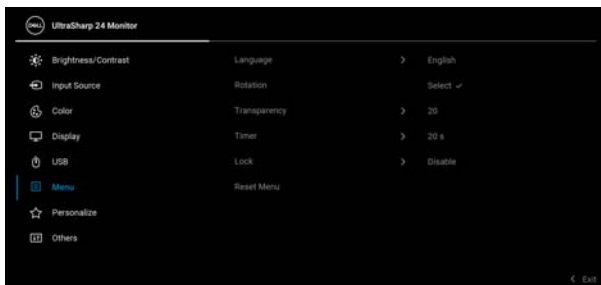 DELL UltraSharp 24 Monitor
Brightness/Contrast Language > English
Input Source Rotation Select ✓
Color Transparency > 20
Display Timer > 20 s
USB Lock > Disable
Menu Reset Menu
Personalize
Others
< Exit